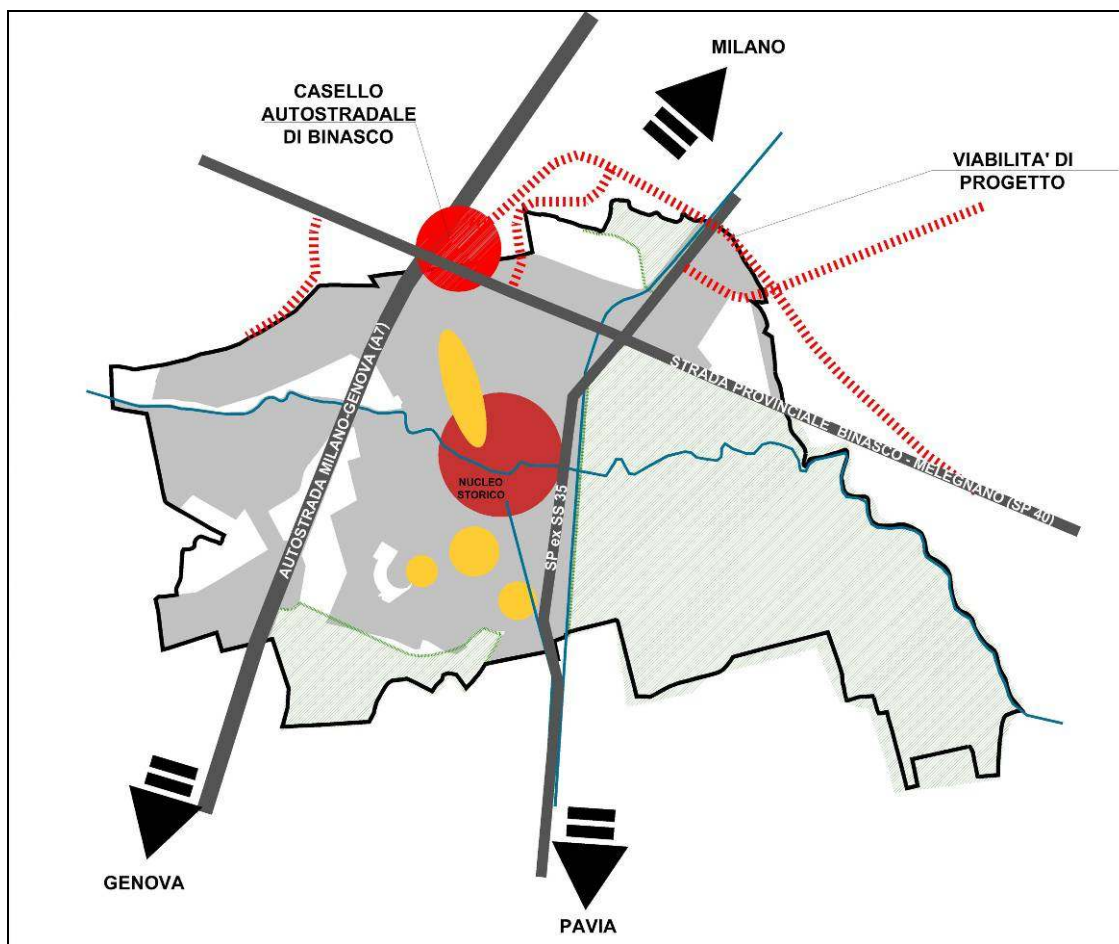 MILANO
CASELLO
AUTOSTRADALE
DI BINASCO
VIABILITA' DI
PROGETTO
STRADA PROVINCIALE BINASCO - MELEGNANO (SP 40)
AUTOSTRADA MILANO-GENOVA (A7)
NUCLEO
STORICO
SP ex SS 35
GENOVA
PAVIA